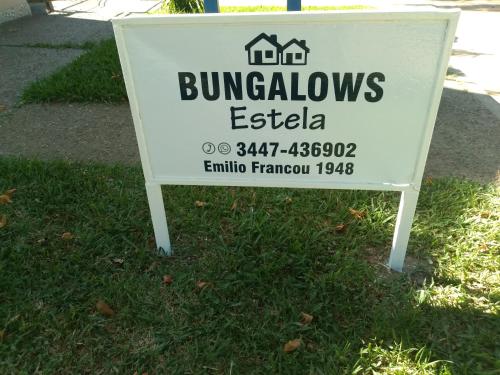 BUNGALOWS
Estela
3447-436902
Emilio Francou 1948